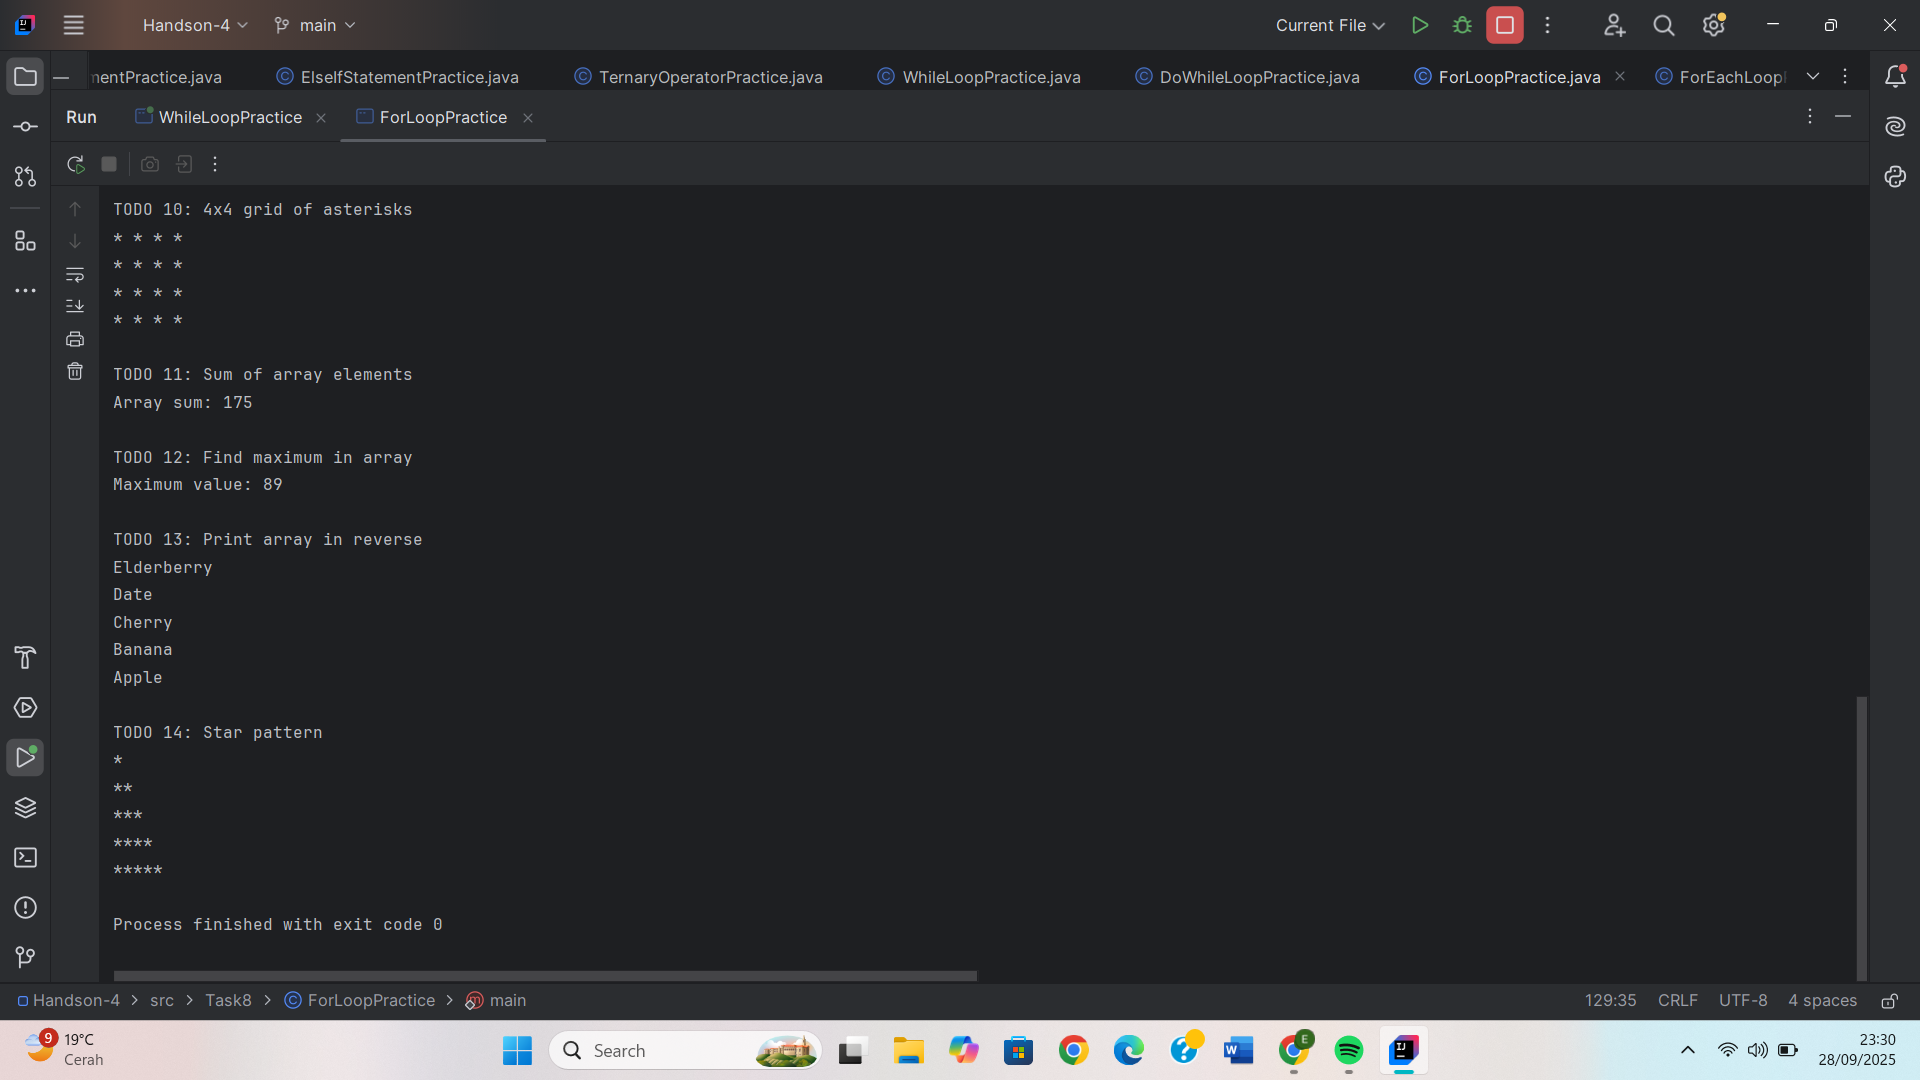 Handson-4 main Current File
mentPractice.java ElseIfStatementPractice.java TernaryOperatorPractice.java WhileLoopPractice.java DoWhileLoopPractice.java ForLoopPractice.java ForEachLoopl
Run WhileLoopPractice ForLoopPractice
TODO 10: 4x4 grid of asterisks
* * * *
* * * *
* * * *
* * * *
TODO 11: Sum of array elements
Array sum: 175
TODO 12: Find maximum in array
Maximum value: 89
TODO 13: Print array in reverse
Elderberry
Date
Cherry
Banana
Apple
TODO 14: Star pattern
*
**
***
****
*****
Process finished with exit code 0
Handson-4 > src > Task8 > ForLoopPractice > main 129:35 CRLF UTF-8 4 spaces
9 19°C
Cerah
Search
E
23:30
28/09/2025